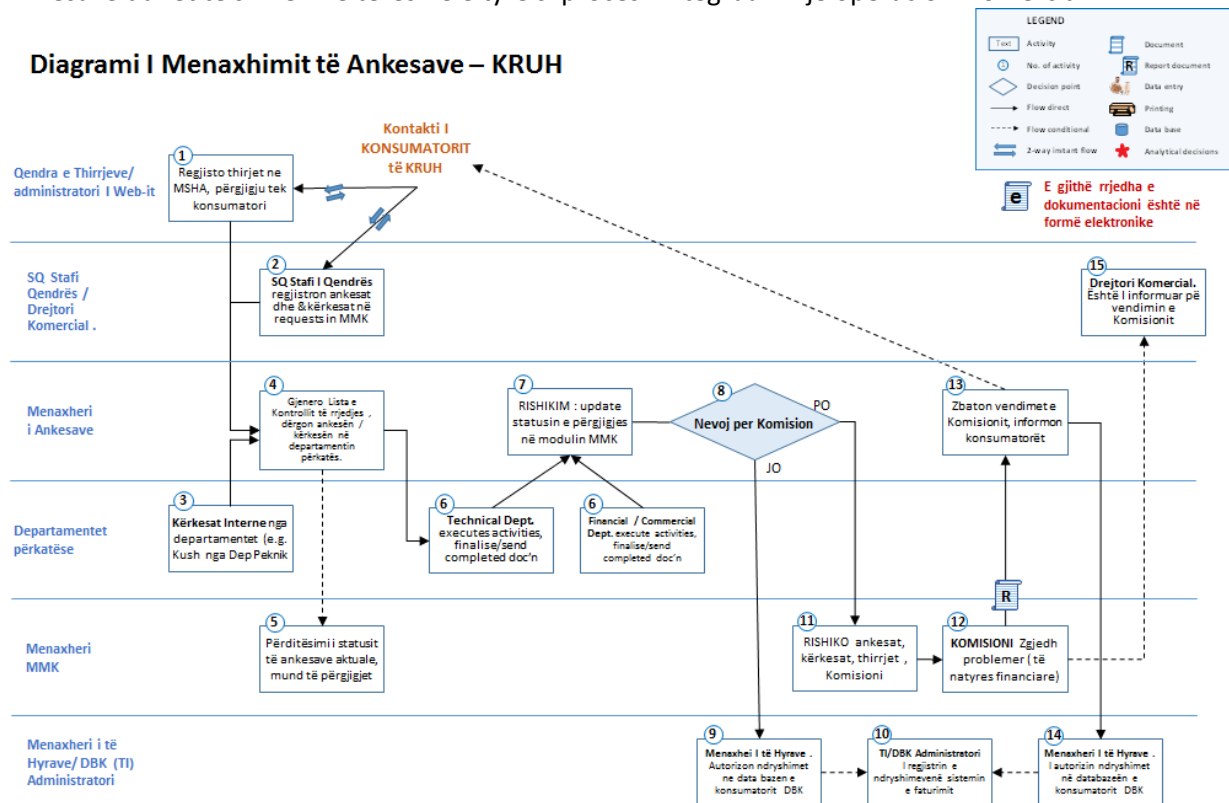 Diagrami I Menaxhimit të Ankesave – KRUH
LEGEND
Text
Activity
Document
1
No. of activity
R
Report document
Decision point
Data entry
Flow direct
Printing
Flow conditional
Data base
2-way instant flow
Analytical decisions
e
E gjithë rrjedha e
dokumentacioni është në
formë elektronike
Kontakti I
KONSUMATORIT
të KRUH
Qendra e Thirrjeve/
administratori I Web-it
1
Regjisto thirjet ne
MSHA, përgjigju tek
konsumatori
SQ Stafi
Qendrës /
Drejtori
Komercial .
2
SQ Stafi I Qendrës
regjistron ankesat
dhe &kërkesat në
requests in MMK
15
Drejtori Komercial.
Është I informuar pë
vendimin e
Komisionit
Menaxheri
i Ankesave
4
Gjenero Lista e
Kontrollit të rrjedjes ,
dërgon ankesën /
kërkesën në
departamentin
përkatës.
7
RISHIKIM : update
statusin e përgjigjes
në modulin MMK
8
Nevoj per Komision
PO
JO
13
Zbaton vendimet e
Komisionit, informon
konsumatorët
Departamentet
përkatëse
3
Kërkesat Interne nga
departamentet (e.g.
Kush nga Dep Peknik
6
Technical Dept.
executes activities,
finalise/send
completed doc'n
6
Financial / Commercial
Dept. execute activities,
finalise/send
completed doc'n
Menaxheri
MMK
5
Përditësimi i statusit
të ankesave aktuale,
mund të përgjigjet
11
RISHIKO ankesat,
kërkesat, thirrjet ,
Komisioni
R
12
KOMISIONI Zgjedh
problemer ( të
natyres financiare)
Menaxheri i të
Hyrave/ DBK (TI)
Administratori
9
Menaxhei I të Hyrave .
Autorizon ndryshimet
ne data bazen e
konsumatorit DBK
10
TI/DBK Administratori
I registrin e
ndryshimevenë sistemin
e faturimit
14
Menaxheri I të Hyrave .
I autorizin ndryshimet
në databazeën e
konsumatorit DBK